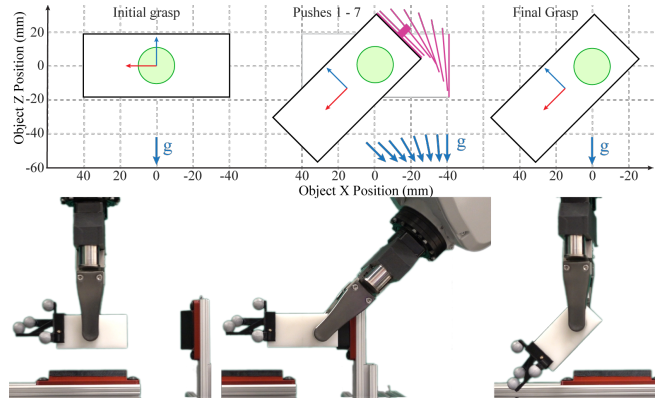 Initial grasp
Pushes 1 - 7
Final Grasp
Object Z Position (mm)
20
0
-20
-40
-60
g
g
g
40 20 0 -20 -40
40 20 0 -20 -40
40 20 0 -20
Object X Position (mm)